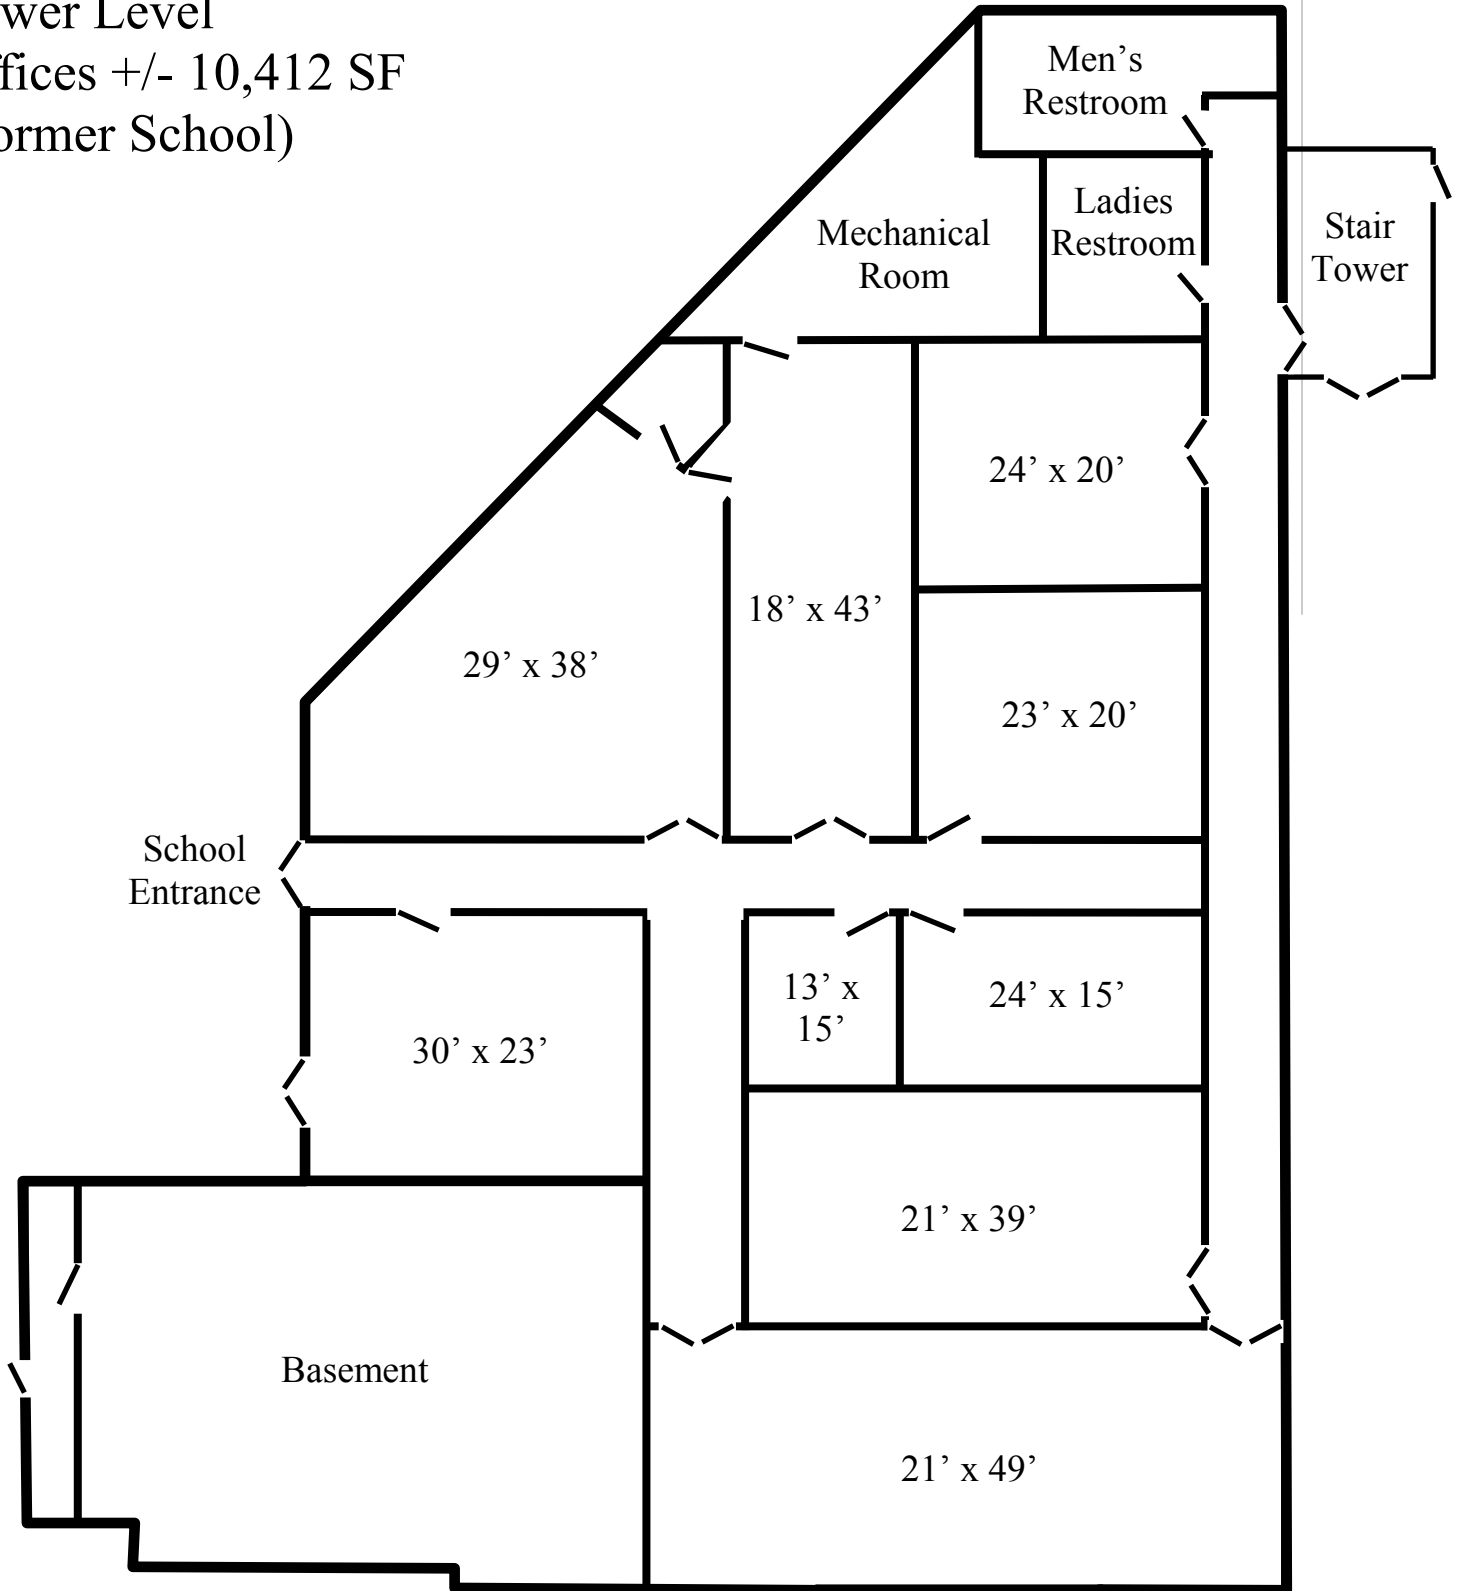 wer Level
ffices +/- 10,412 SF
ormer School)
Men’s
Restroom
Ladies
Restroom
Stair
Tower
Mechanical
Room
24’ x 20’
18’ x 43’
29’ x 38’
23’ x 20’
School
Entrance
13’ x
15’
24’ x 15’
30’ x 23’
21’ x 39’
Basement
21’ x 49’